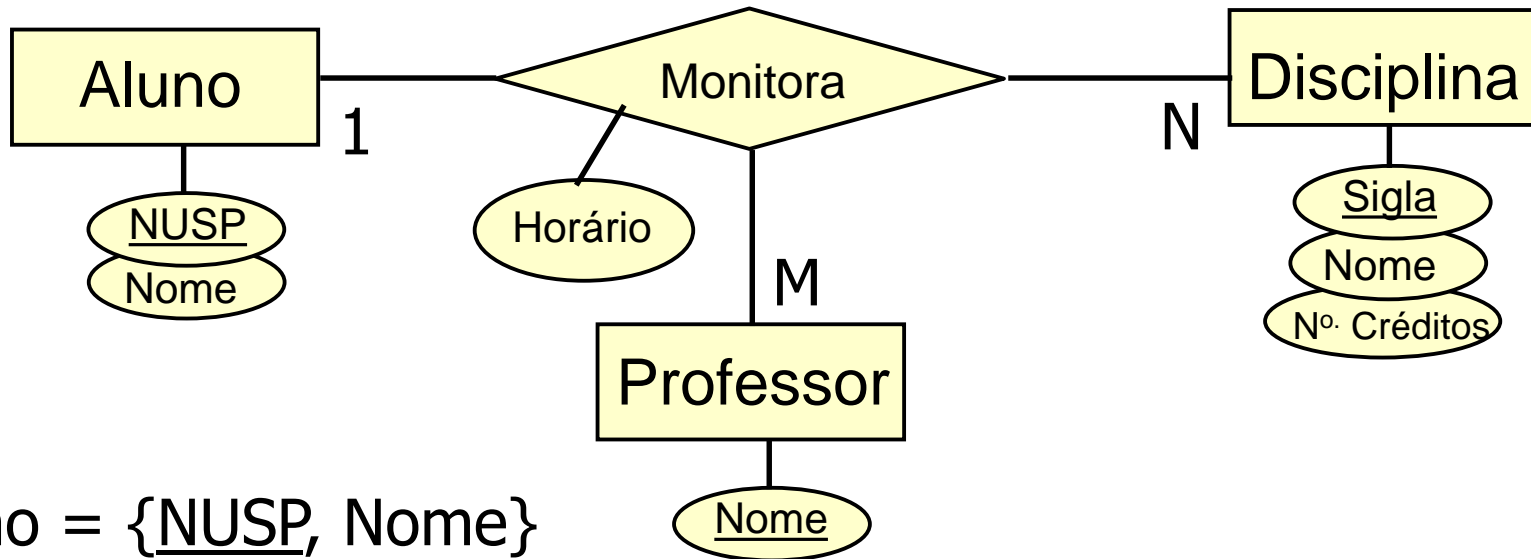 Aluno
Monitora
Disciplina
1
N
NUSP
Nome
Horário
Sigla
Nome
Nº. Créditos
M
Professor
Nome
no = {NUSP, Nome}